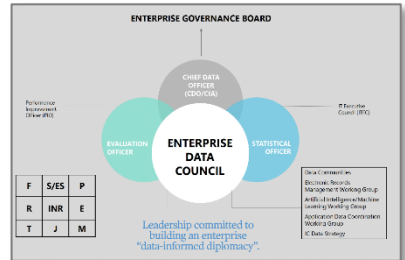 ENTERPRISE GOVERNANCE BOARD
CHIEF DATA
OFFICER
(CDO/CIA)
Performance
Improvement
Officer (PIO)
IT Executive
Council (ITEC)
EVALUATION
OFFICER
ENTERPRISE
DATA
COUNCIL
STATISTICAL
OFFICER
F S/ES P
R INR E
T J M
Data Communities
Electronic Records
Management Working Group
Artificial Intelligence/Machine
Learning Working Group
Application Data Coordination
Working Group
IC Data Strategy
Leadership committed to
building an enterprise
"data-informed diplomacy".